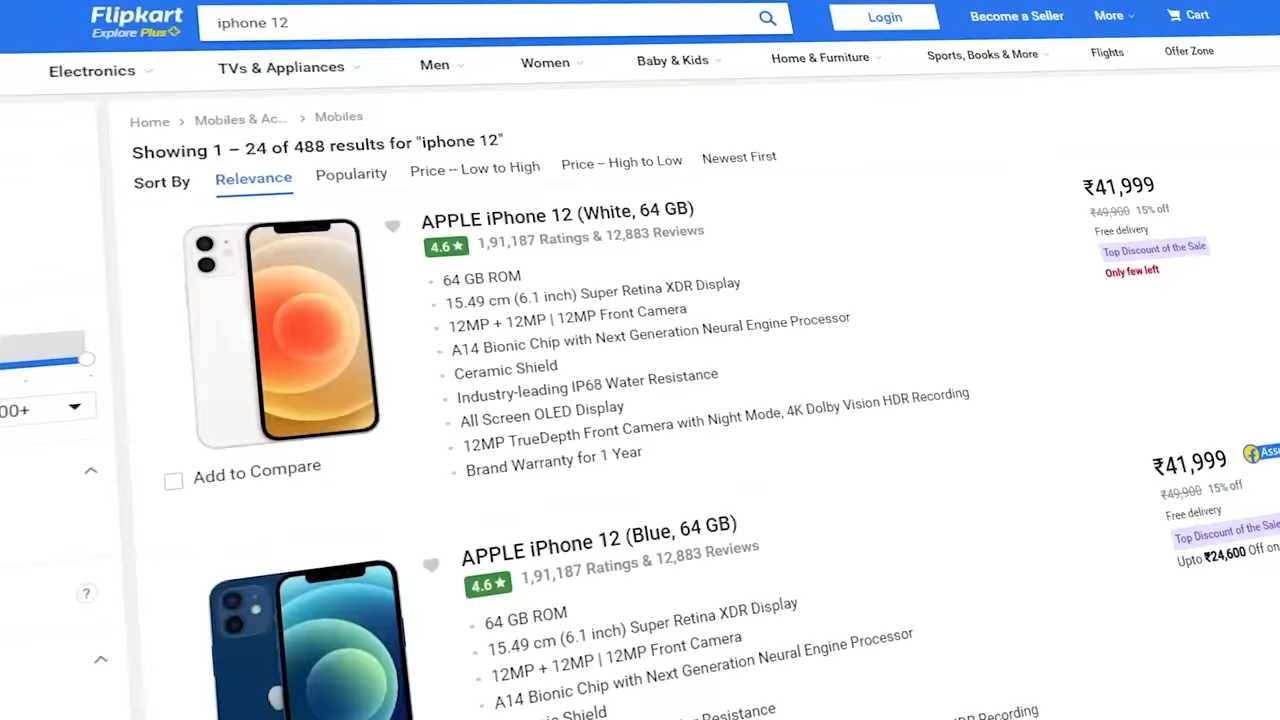 Flipkart
Explore Plus
iphone 12
Login
Become a Seller
More
Cart
Electronics
TVs & Appliances
Men
Women
Baby & Kids
Home & Furniture
Sports, Books & More
Flights
Offer Zone
Home > Mobiles & Ac... > Mobiles
Showing 1 – 24 of 488 results for "iphone 12"
Sort By Relevance Popularity Price -- Low to High Price -- High to Low Newest First
APPLE iPhone 12 (White, 64 GB)
4.6★ 1,91,187 Ratings & 12,883 Reviews
64 GB ROM
15.49 cm (6.1 inch) Super Retina XDR Display
12MP + 12MP | 12MP Front Camera
A14 Bionic Chip with Next Generation Neural Engine Processor
Ceramic Shield
Industry-leading IP68 Water Resistance
All Screen OLED Display
12MP TrueDepth Front Camera with Night Mode, 4K Dolby Vision HDR Recording
Brand Warranty for 1 Year
₹41,999
₹49,900 15% off
Free delivery
Top Discount of the Sale
Only few left
00+
Add to Compare
?
APPLE iPhone 12 (Blue, 64 GB)
4.6★ 1,91,187 Ratings & 12,883 Reviews
64 GB ROM
15.49 cm (6.1 inch) Super Retina XDR Display
12MP + 12MP | 12MP Front Camera
A14 Bionic Chip with Next Generation Neural Engine Processor
Shield
Resistance
Recording
₹41,999
₹49,900 15% off
Free delivery
Top Discount of the Sale
Upto ₹24,600 Off on